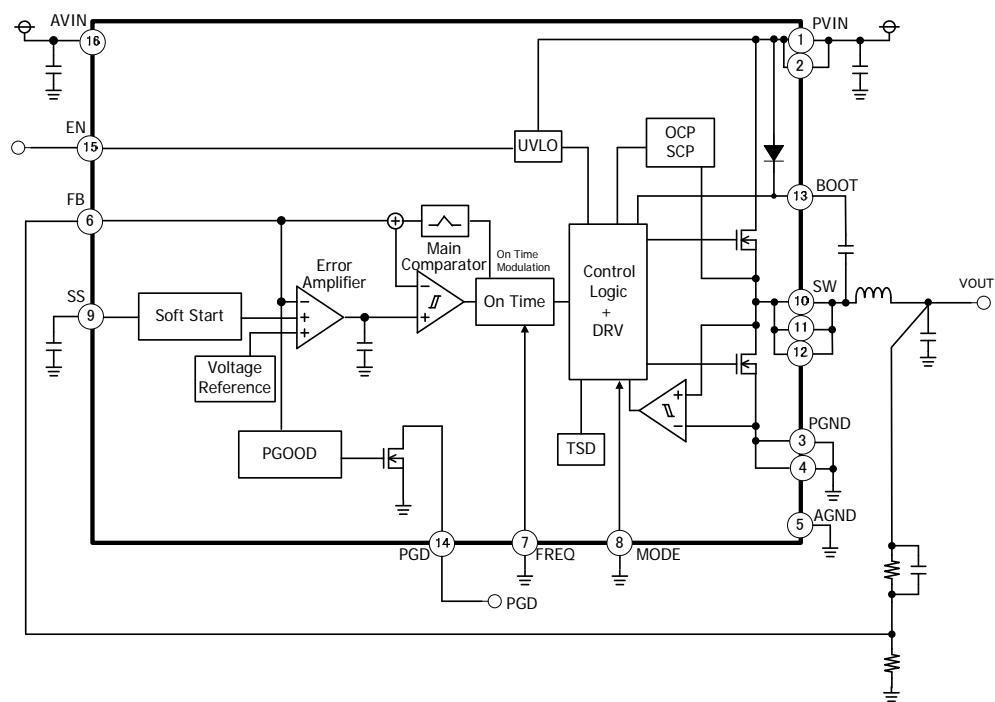 AVIN
16
PVIN
1
2
EN
15
UVLO
OCP
SCP
13
BOOT
FB
6
+
Main
Comparator
On Time
Modulation
Error
Amplifier
SS
9
Soft Start
−
+
+
−
+
On Time
Control
Logic
+
DRV
SW
10
11
12
VOUT
Voltage
Reference
+
−
PGOOD
TSD
PGND
3
4
5
AGND
PGD
14
7
FREQ
8
MODE
PGD